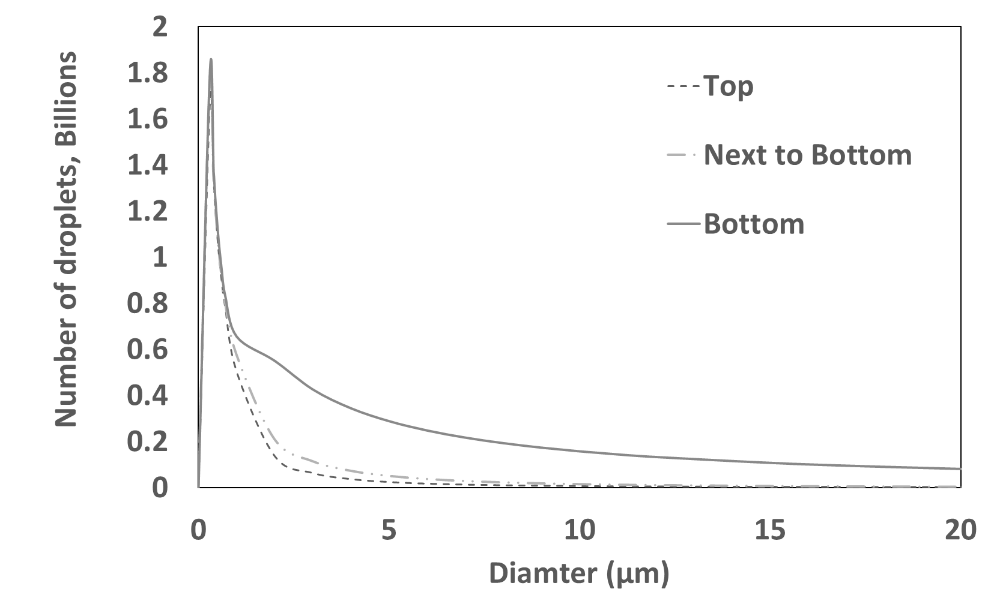 Number of droplets, Billions
2
1.8
1.6
1.4
1.2
1
0.8
0.6
0.4
0.2
0
Top
Next to Bottom
Bottom
0 5 10 15 20
Diamter (µm)